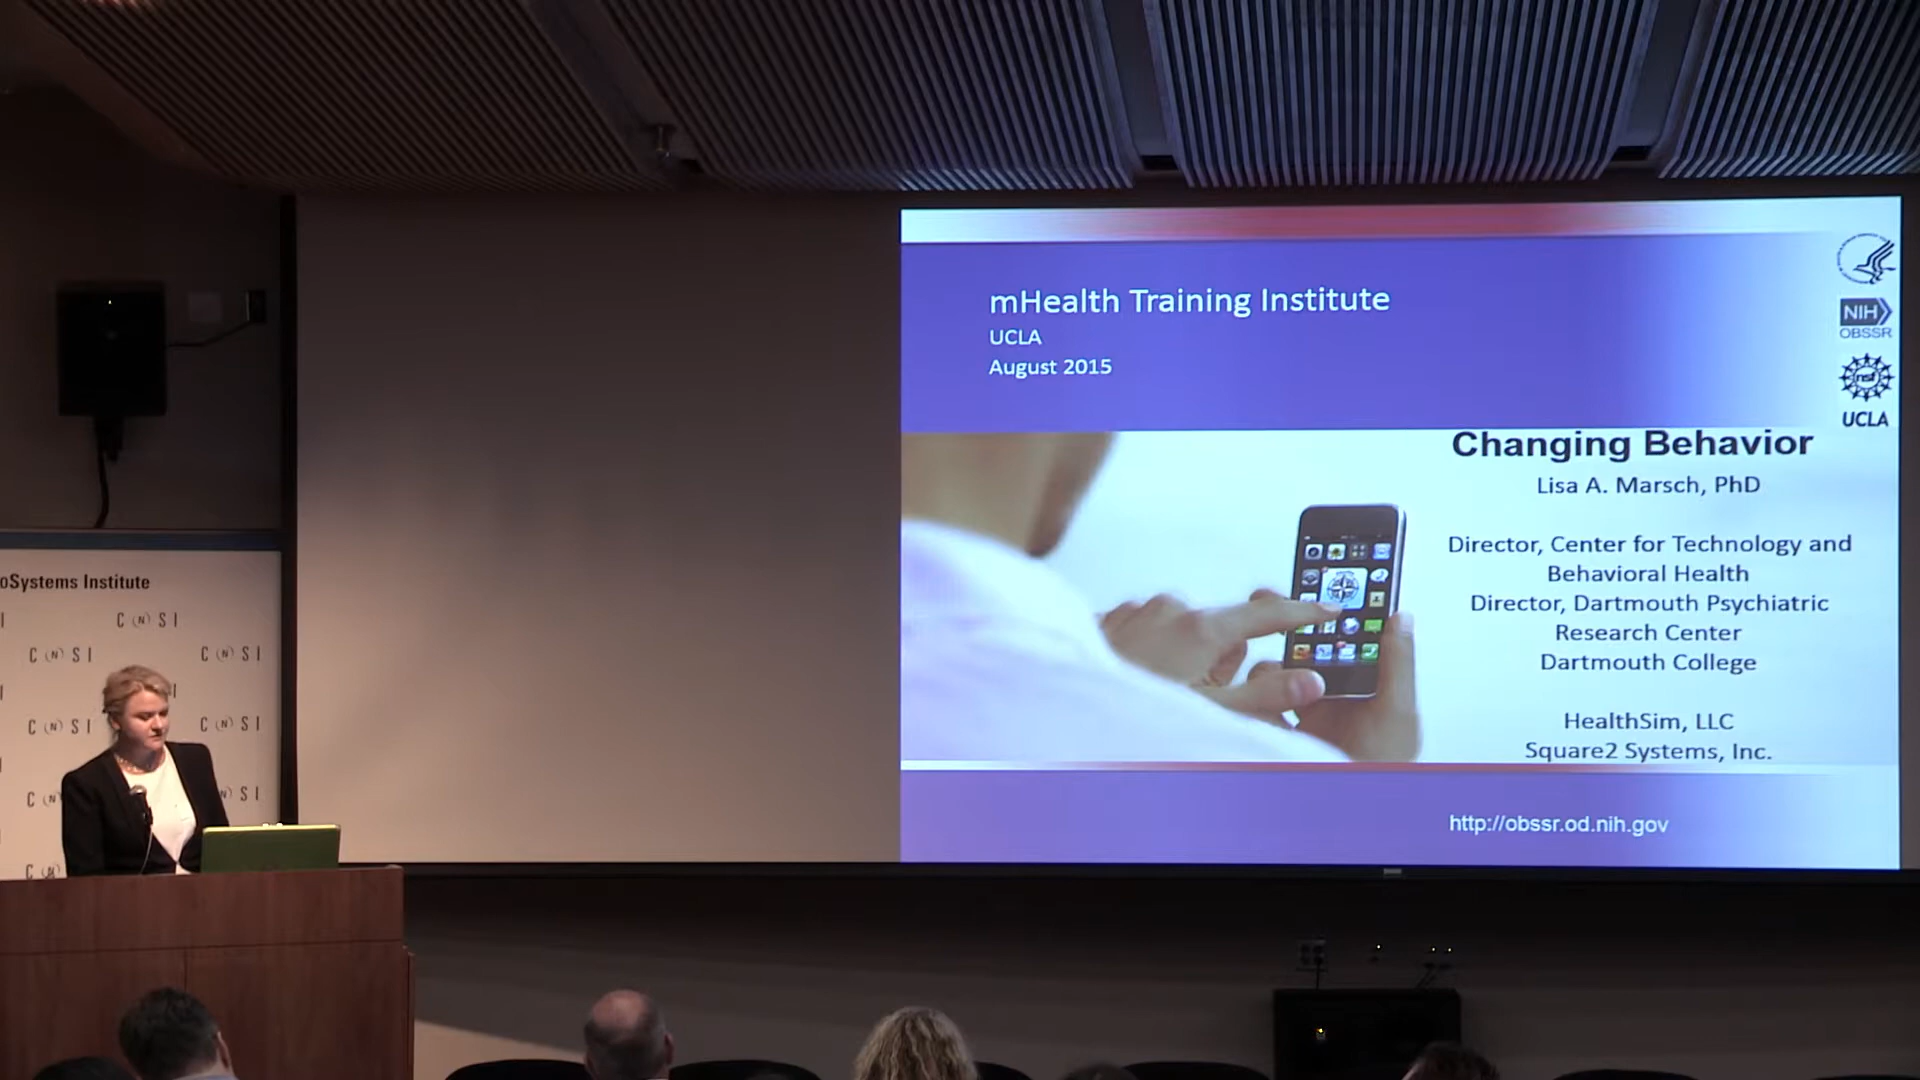 mHealth Training Institute
UCLA
August 2015
NIH
OBSSR
nsf
UCLA
Changing Behavior
Lisa A. Marsch, PhD
Director, Center for Technology and
Behavioral Health
Director, Dartmouth Psychiatric
Research Center
Dartmouth College
HealthSim, LLC
Square2 Systems, Inc.
http://obssr.od.nih.gov
oSystems Institute
I C (N) S I
C (N) S I C (N) S I
I I
C (N) S I C (N) S I
C (N N) S I
C (N)